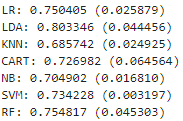 LR: 0.750405 (0.025879)
LDA: 0.803346 (0.044456)
KNN: 0.685742 (0.024925)
CART: 0.726982 (0.064564)
NB: 0.704902 (0.016810)
SVM: 0.734228 (0.003197)
RF: 0.754817 (0.045303)